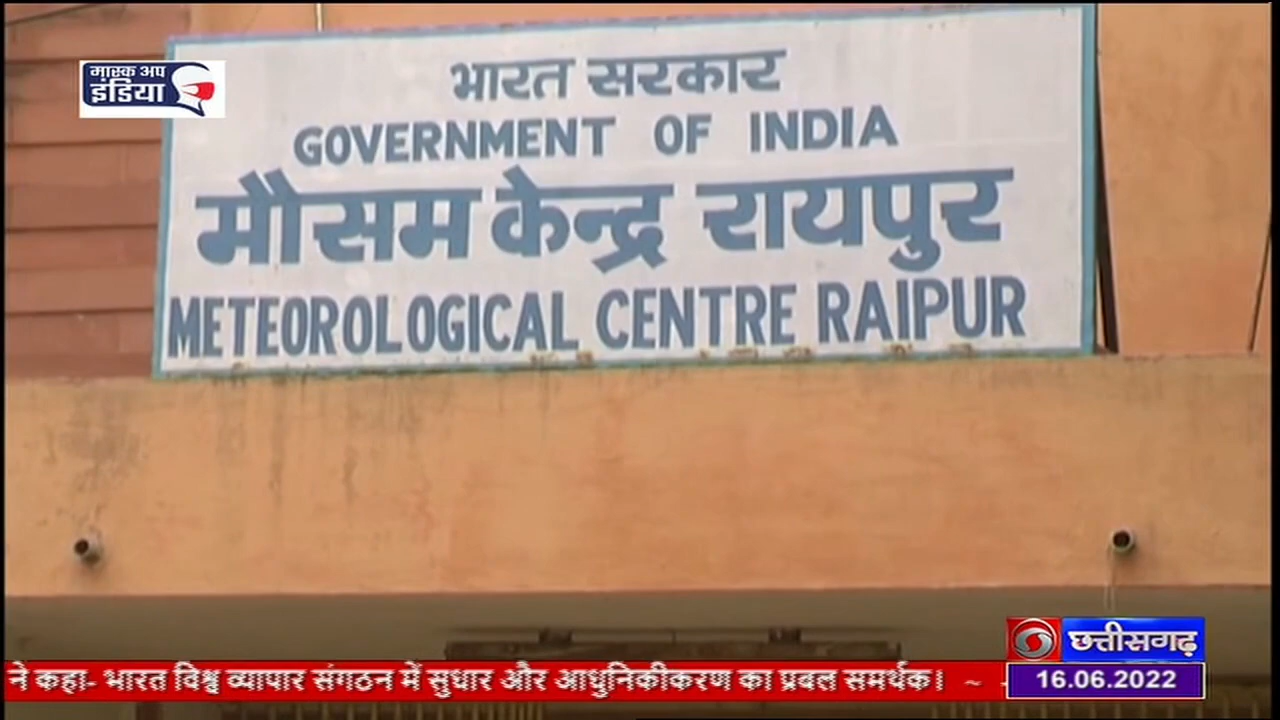 मास्क अप
इंडिया
भारत सरकार
GOVERNMENT OF INDIA
मौसम केन्द्र रायपुर
METEOROLOGICAL CENTRE RAIPUR
छत्तीसगढ़
ने कहा- भारत विश्व व्यापार संगठन में सुधार और आधुनिकीकरण का प्रबल समर्थक। ~
16.06.2022